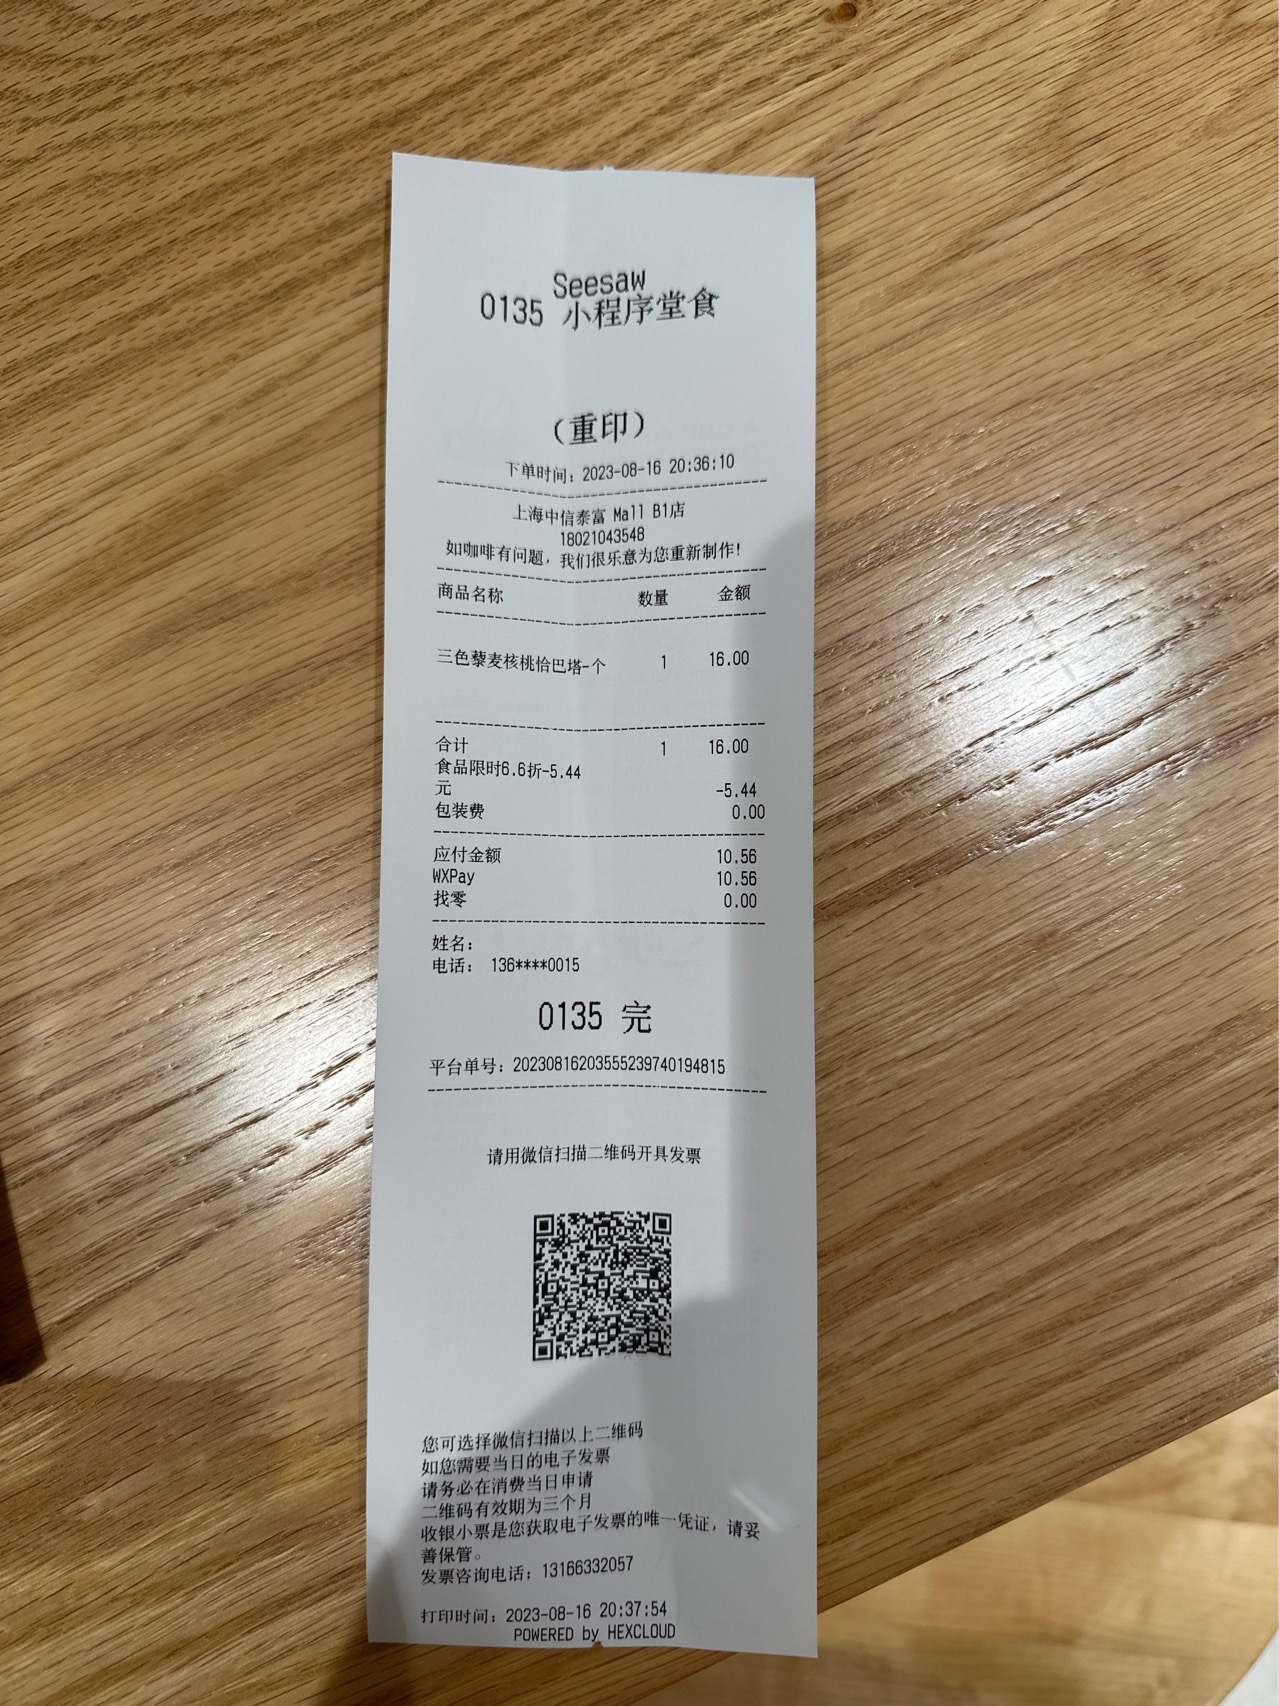 Seesaw
0135 小程序堂食
（重印）
下单时间：2023-08-16 20:36:10
上海中信泰富 Mall B1店
18021043548
如咖啡有问题，我们很乐意为您重新制作！
商品名称 数量 金额
三色藜麦核桃恰巴塔-个 1 16.00
合计 1 16.00
食品限时6.6折-5.44
元 -5.44
包装费 0.00
应付金额 10.56
WXPay 10.56
找零 0.00
姓名：
电话： 136****0015
0135 完
平台单号：20230816203555239740194815
请用微信扫描二维码开具发票
您可选择微信扫描以上二维码
如您需要当日的电子发票
请务必在消费当日申请
二维码有效期为三个月
收银小票是您获取电子发票的唯一凭证，请妥
善保管。
发票咨询电话：13166332057
打印时间：2023-08-16 20:37:54
POWERED by HEXCLOUD